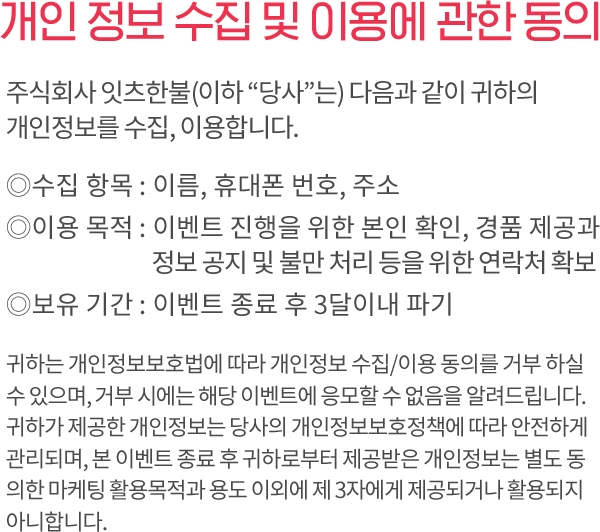 개인 정보 수집 및 이용에 관한 동의
주식회사 잇츠한불(이하 “당사”는) 다음과 같이 귀하의
개인정보를 수집, 이용합니다.
◎수집 항목 : 이름, 휴대폰 번호, 주소
◎이용 목적 : 이벤트 진행을 위한 본인 확인, 경품 제공과
정보 공지 및 불만 처리 등을 위한 연락처 확보
◎보유 기간 : 이벤트 종료 후 3달이내 파기
귀하는 개인정보보호법에 따라 개인정보 수집/이용 동의를 거부 하실
수 있으며, 거부 시에는 해당 이벤트에 응모할 수 없음을 알려드립니다.
귀하가 제공한 개인정보는 당사의 개인정보보호정책에 따라 안전하게
관리되며, 본 이벤트 종료 후 귀하로부터 제공받은 개인정보는 별도 동
의한 마케팅 활용목적과 용도 이외에 제 3자에게 제공되거나 활용되지
아니합니다.